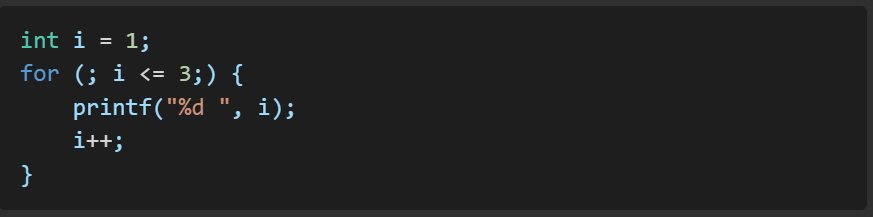 int i = 1;
for (; i <= 3;) {
    printf("%d ", i);
    i++;
}